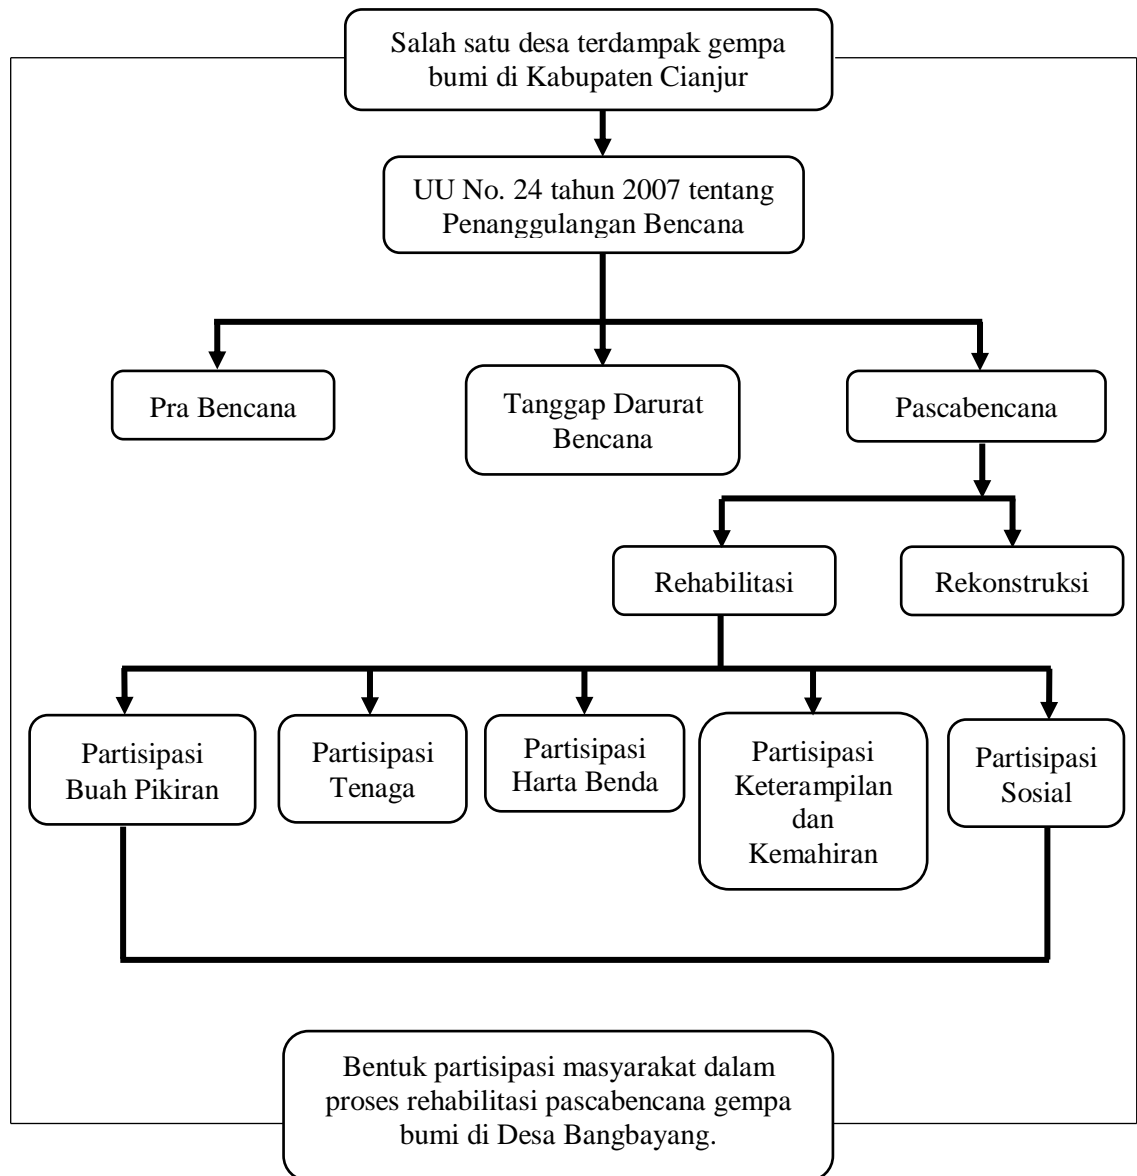 Salah satu desa terdampak gempa
bumi di Kabupaten Cianjur
UU No. 24 tahun 2007 tentang
Penanggulangan Bencana
Pra Bencana
Tanggap Darurat
Bencana
Pascabencana
Rehabilitasi
Rekonstruksi
Partisipasi
Buah Pikiran
Partisipasi
Tenaga
Partisipasi
Harta Benda
Partisipasi
Keterampilan
dan
Kemahiran
Partisipasi
Sosial
Bentuk partisipasi masyarakat dalam
proses rehabilitasi pascabencana gempa
bumi di Desa Bangbayang.